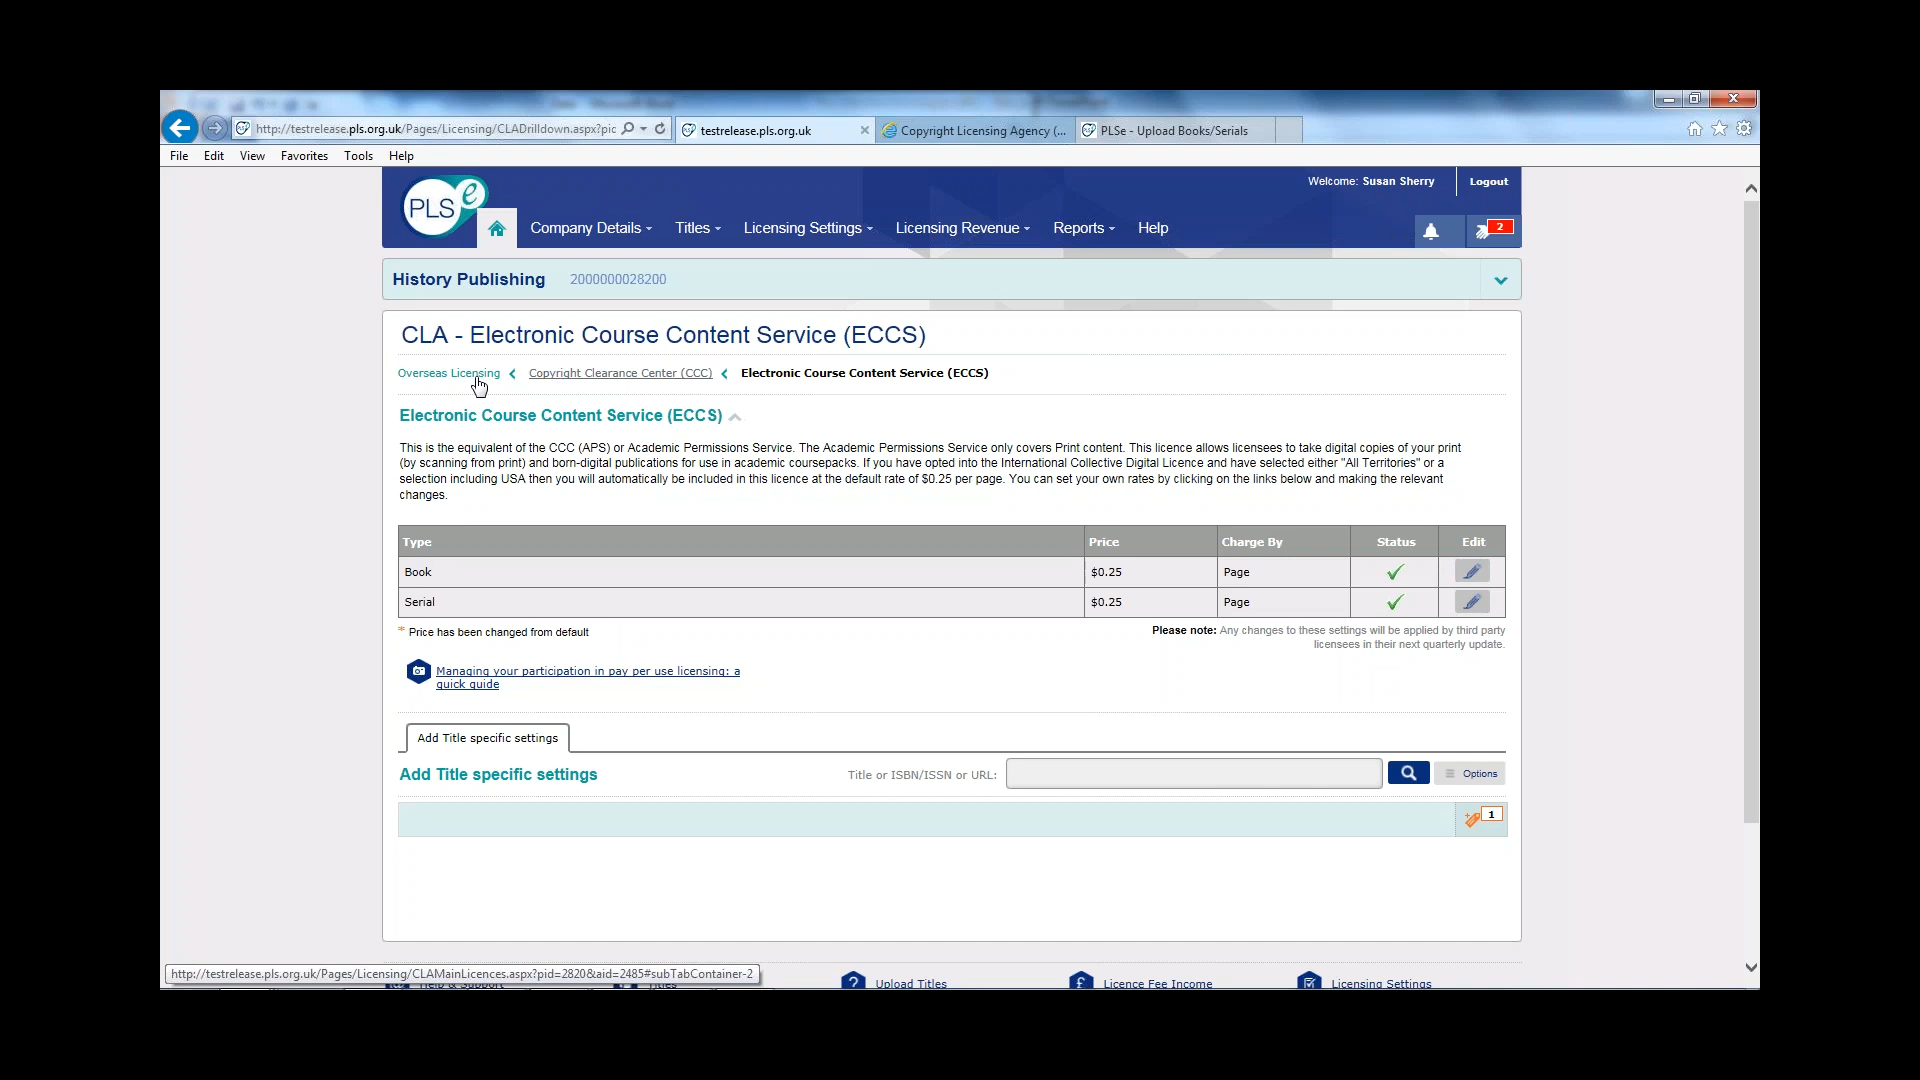 http://testrelease.pls.org.uk/Pages/Licensing/CLADrilldown.aspx?pic
testrelease.pls.org.uk
Copyright Licensing Agency (...
PLSe - Upload Books/Serials
File Edit View Favorites Tools Help
Welcome: Susan Sherry
Logout
PLS e
Company Details
Titles
Licensing Settings
Licensing Revenue
Reports
Help
2
History Publishing 2000000028200
CLA - Electronic Course Content Service (ECCS)
Overseas Licensing Copyright Clearance Center (CCC) Electronic Course Content Service (ECCS)
Electronic Course Content Service (ECCS)
This is the equivalent of the CCC (APS) or Academic Permissions Service. The Academic Permissions Service only covers Print content. This licence allows licensees to take digital copies of your print
(by scanning from print) and born-digital publications for use in academic coursepacks. If you have opted into the International Collective Digital Licence and have selected either "All Territories" or a
selection including USA then you will automatically be included in this licence at the default rate of $0.25 per page. You can set your own rates by clicking on the links below and making the relevant
changes.
Type Price Charge By Status Edit
Book $0.25 Page
Serial $0.25 Page
* Price has been changed from default
Please note: Any changes to these settings will be applied by third party
licensees in their next quarterly update.
Managing your participation in pay per use licensing: a
quick guide
Add Title specific settings
Add Title specific settings
Title or ISBN/ISSN or URL:
Options
1
http://testrelease.pls.org.uk/Pages/Licensing/CLAMainLicences.aspx?pid=2820&aid=2485#subTabContainer-2
Help & Support
Titles
Upload Titles
Licence Fee Income
Licensing Settings